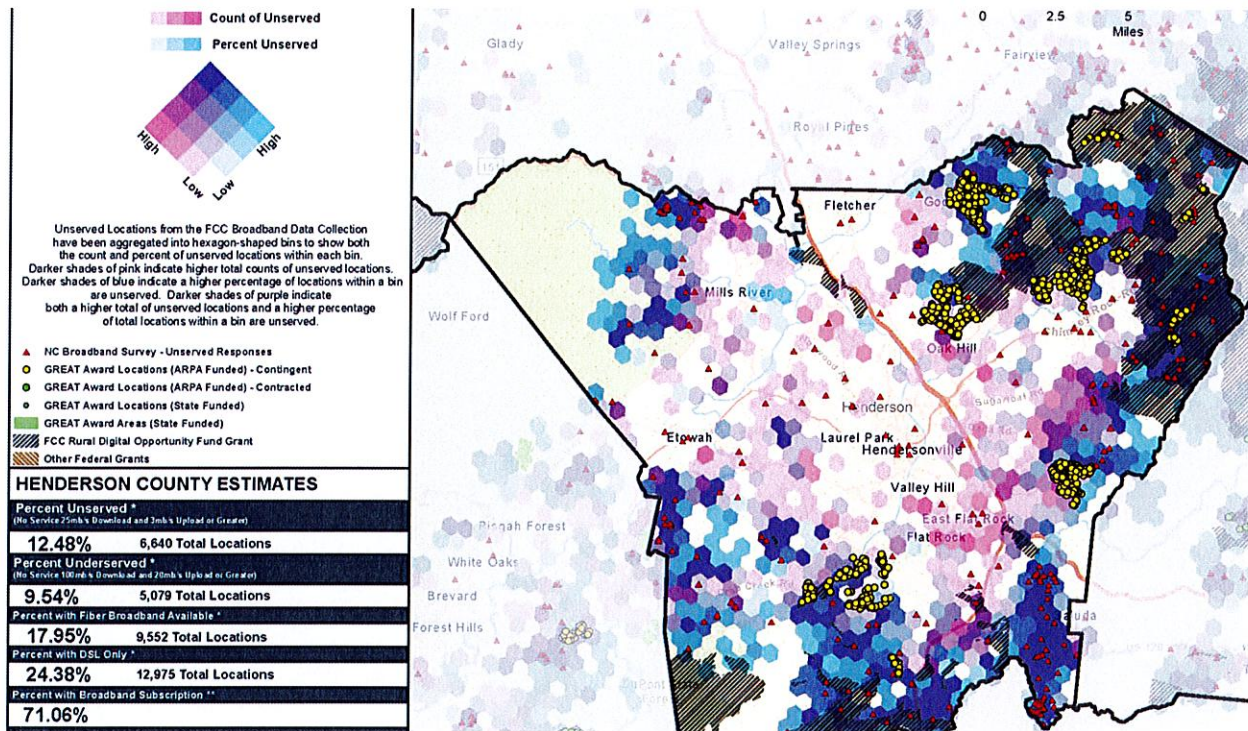 Count of Unserved
Percent Unserved
High
High
Low
Low
Unserved Locations from the FCC Broadband Data Collection
have been aggregated into hexagon-shaped bins to show both
the count and percent of unserved locations within each bin.
Darker shades of pink indicate higher total counts of unserved locations.
Darker shades of blue indicate a higher percentage of locations within a bin
are unserved. Darker shades of purple indicate
both a higher total of unserved locations and a higher percentage
of total locations within a bin are unserved.
NC Broadband Survey - Unserved Responses
GREAT Award Locations (ARPA Funded) - Contingent
GREAT Award Locations (ARPA Funded) - Contracted
GREAT Award Locations (State Funded)
GREAT Award Areas (State Funded)
FCC Rural Digital Opportunity Fund Grant
Other Federal Grants
HENDERSON COUNTY ESTIMATES
Percent Unserved *
(No Service 25mb/s Download and 3mb/s Upload or Greater)
12.48% 6,640 Total Locations
Percent Underserved *
(No Service 100mb/s Download and 20mb/s Upload or Greater)
9.54% 5,079 Total Locations
Percent with Fiber Broadband Available *
17.95% 9,552 Total Locations
Percent with DSL Only *
24.38% 12,975 Total Locations
Percent with Broadband Subscription **
71.06%
0 2.5 5
Miles
Glady
Valley Springs
Fairview
Royal Pines
151
Fletcher
Wolf Ford
Mills River
Chimney Rock
Oak Hill
Sugarloaf Rd
Henderson
Etowah
Laurel Park
Hendersonville
Valley Hill
Pisgah Forest
East Flat Rock
Flat Rock
White Oaks
Brevard
Forest Hills